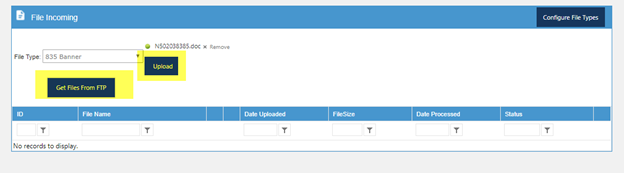 File Incoming
Configure File Types
N502038385.doc × Remove
File Type: 835 Banner
Upload
Get Files From FTP
ID File Name Date Uploaded FileSize Date Processed Status
No records to display.